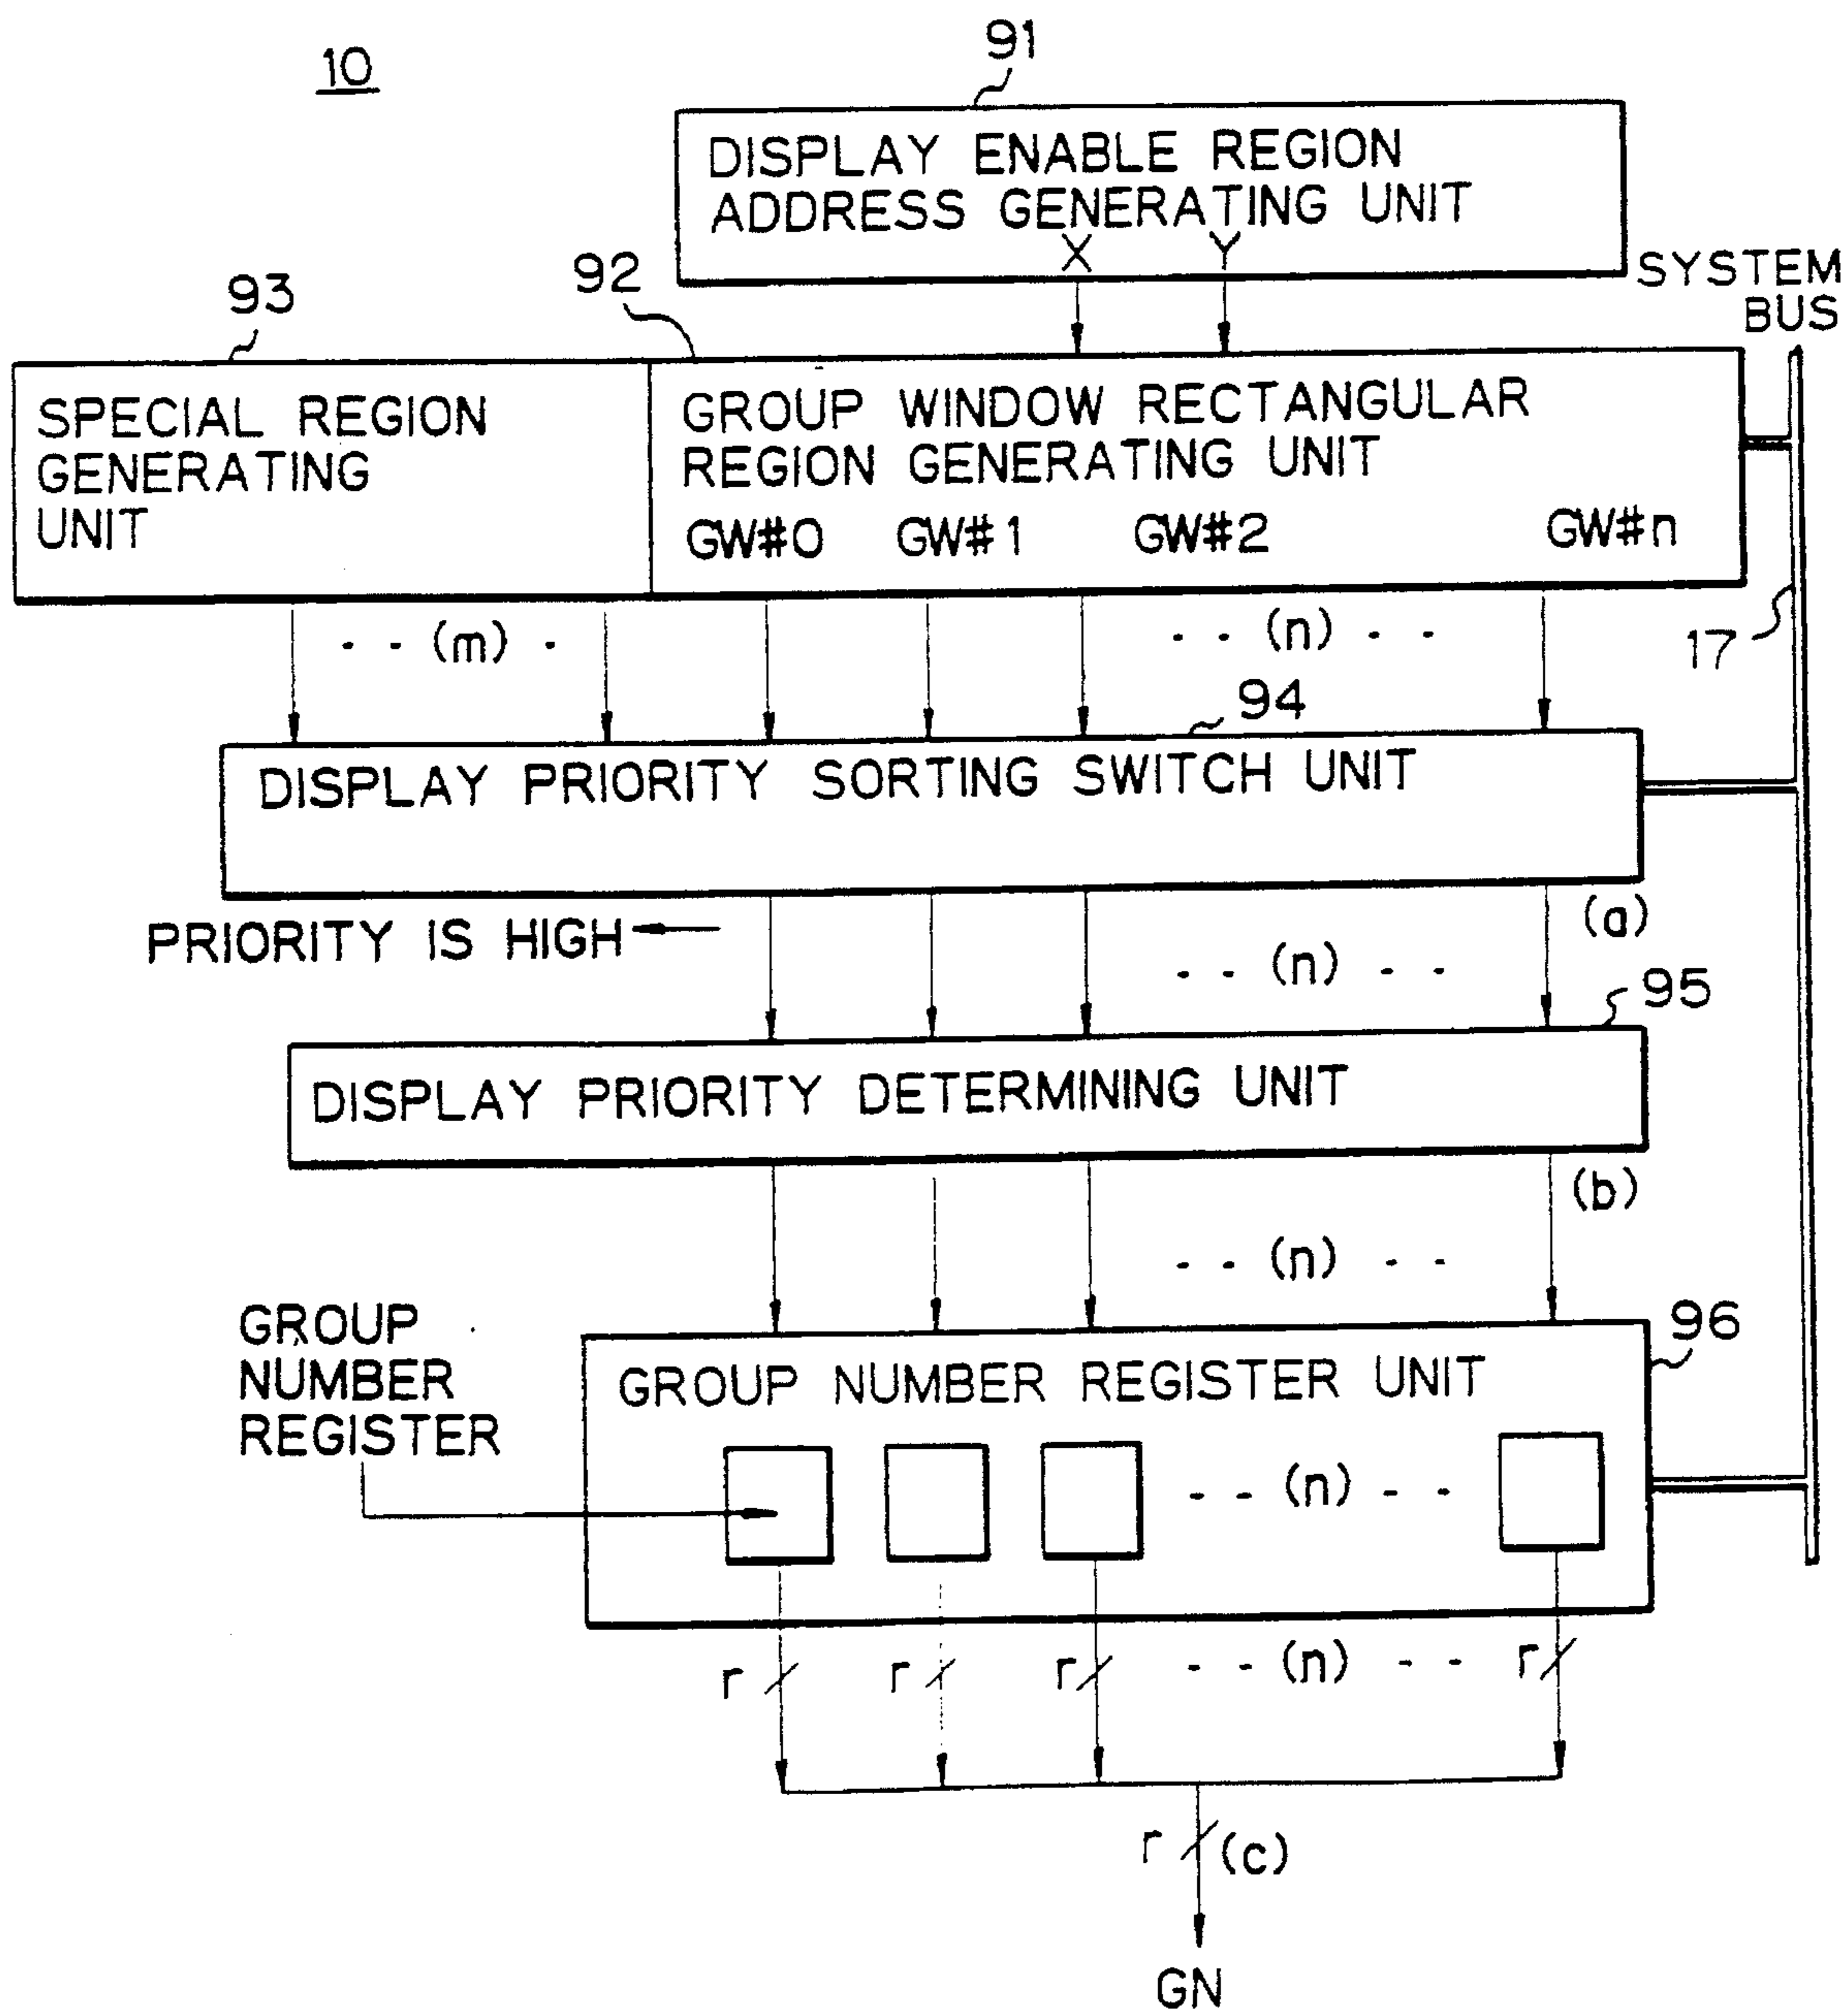 10
91
DISPLAY ENABLE REGION
ADDRESS GENERATING UNIT
X Y
SYSTEM
BUS
93
92
SPECIAL REGION
GENERATING
UNIT
GROUP WINDOW RECTANGULAR
REGION GENERATING UNIT
GW#0 GW#1 GW#2 GW#n
- - (m) -
- - (n) - -
17
94
DISPLAY PRIORITY SORTING SWITCH UNIT
PRIORITY IS HIGH
(a)
- - (n) - -
95
DISPLAY PRIORITY DETERMINING UNIT
(b)
- - (n) - -
GROUP
NUMBER
REGISTER
96
GROUP NUMBER REGISTER UNIT
- - (n) - -
r r r - - (n) - - r
r (c)
GN